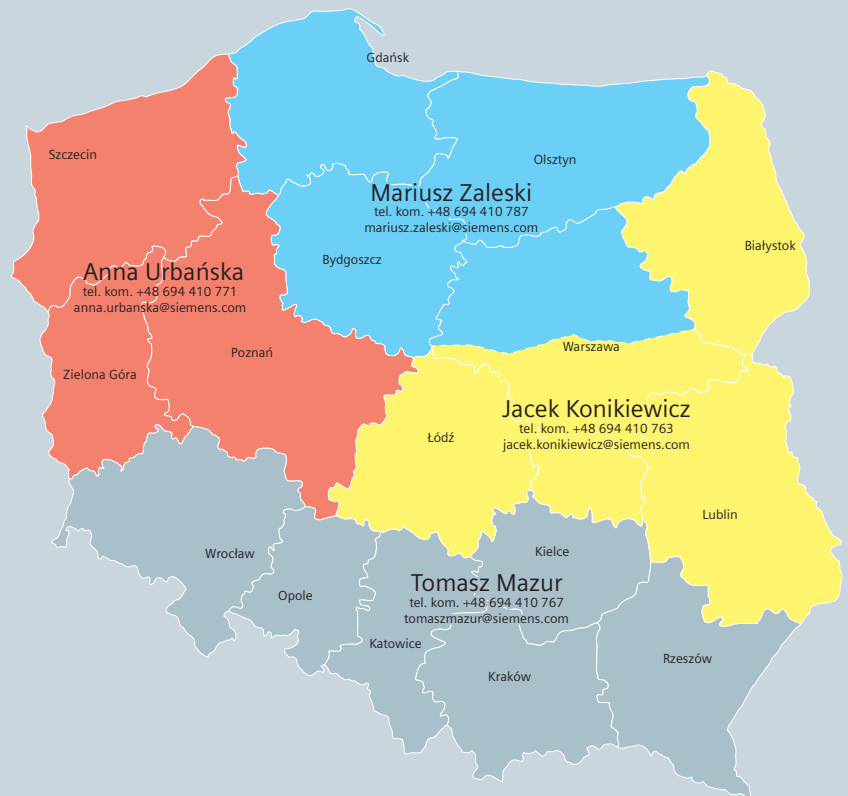 Gdańsk
Szczecin
Olsztyn
Mariusz Zaleski
tel. kom. +48 694 410 787
mariusz.zaleski@siemens.com
Białystok
Bydgoszcz
Anna Urbańska
tel. kom. +48 694 410 771
anna.urbanska@siemens.com
Warszawa
Poznań
Zielona Góra
Jacek Konikiewicz
tel. kom. +48 694 410 763
jacek.konikiewicz@siemens.com
Łódź
Lublin
Wrocław
Kielce
Tomasz Mazur
tel. kom. +48 694 410 767
tomaszmazur@siemens.com
Opole
Katowice
Rzeszów
Kraków